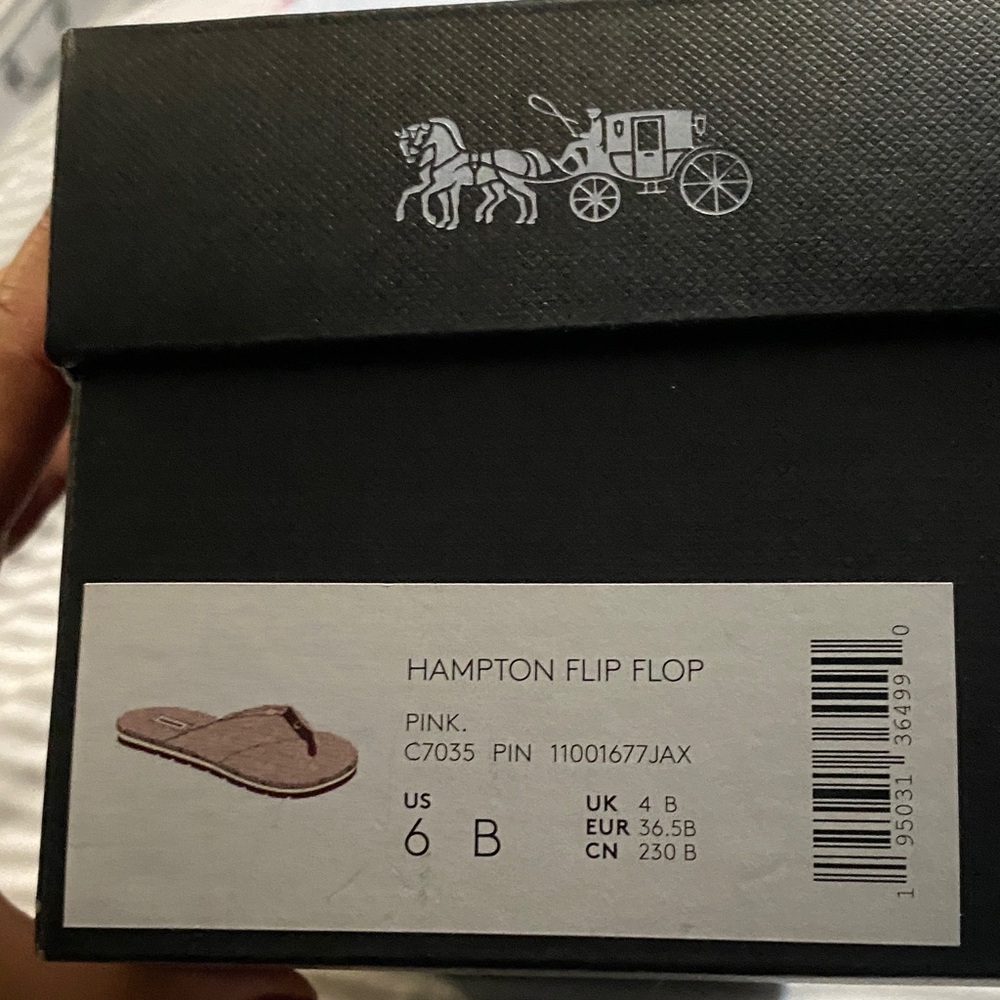 HAMPTON FLIP FLOP
PINK.
C7035 PIN 11001677JAX
US
6 B
UK 4 B
EUR 36.5B
CN 230 B
1 95031 36499 0